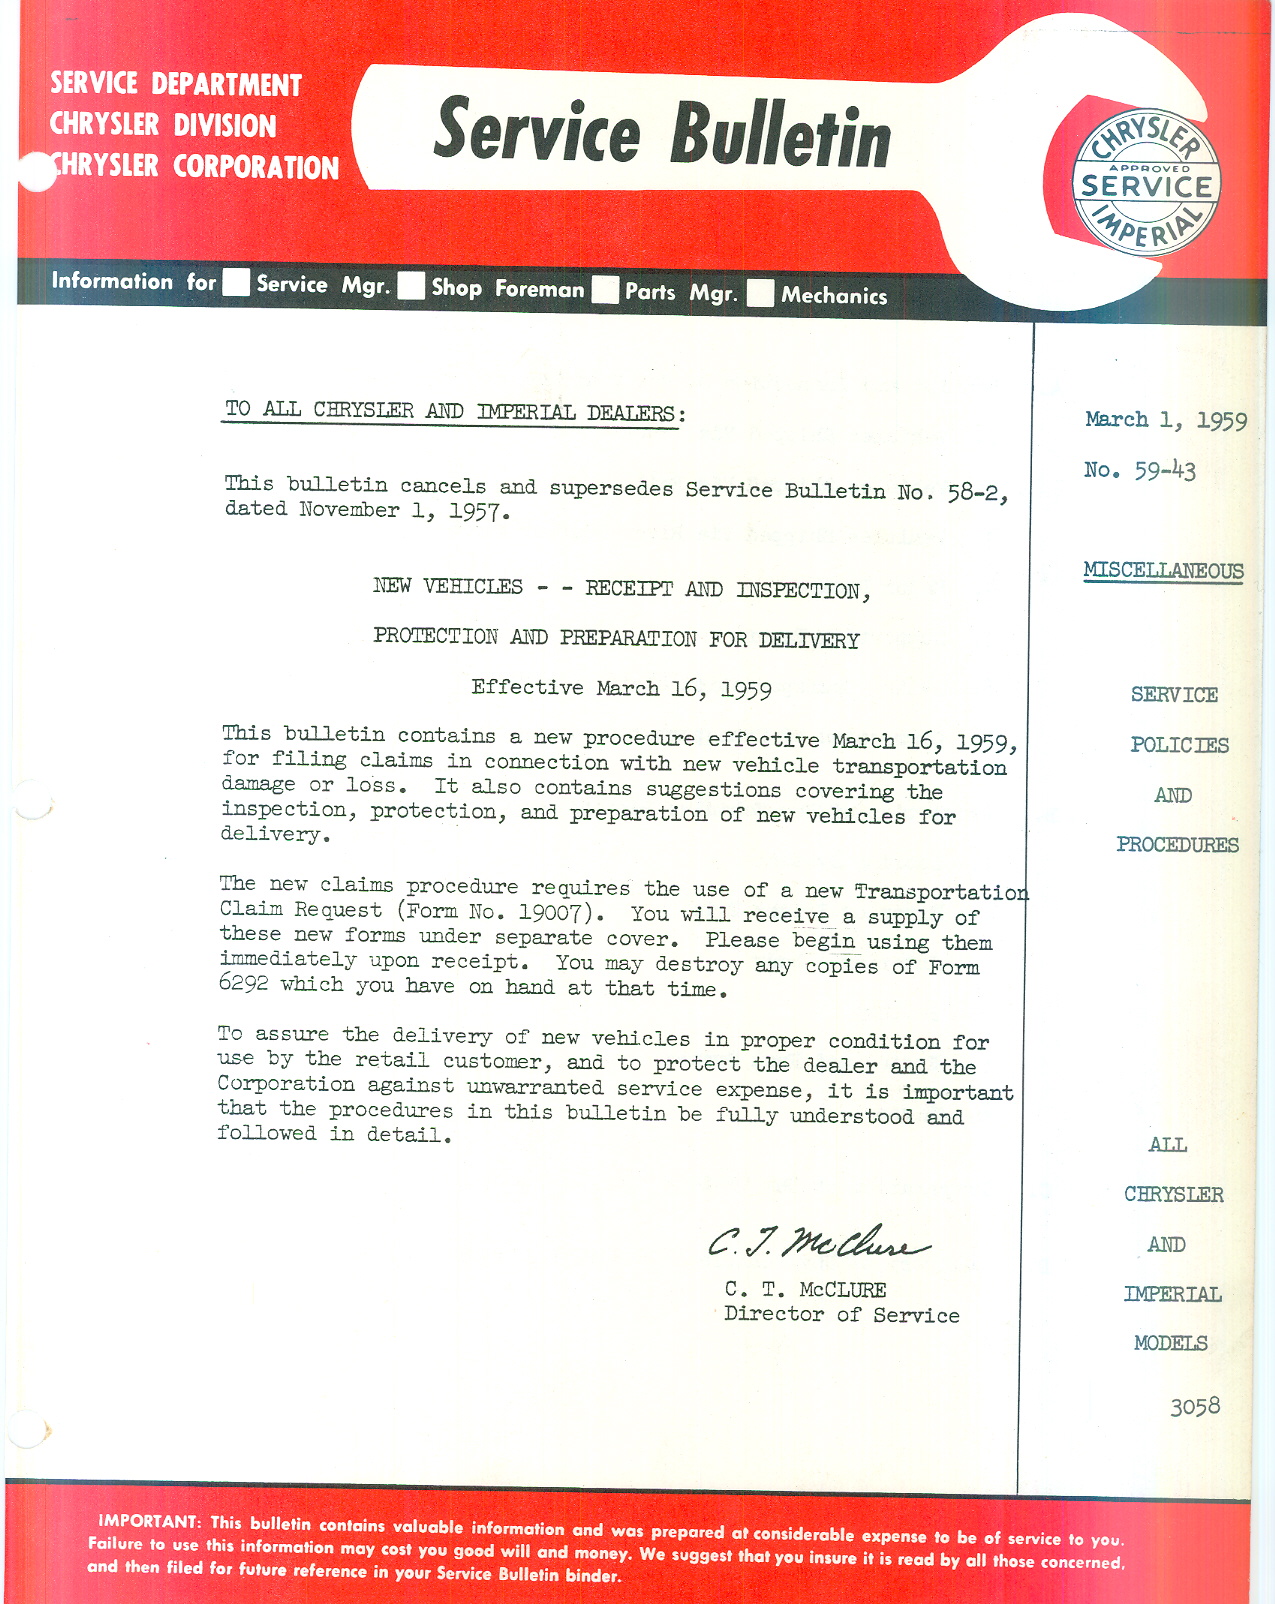 SERVICE DEPARTMENT
CHRYSLER DIVISION
CHRYSLER CORPORATION
Service Bulletin
CHRYSLER
APPROVED
SERVICE
IMPERIAL
Information for Service Mgr. Shop Foreman Parts Mgr. Mechanics
TO ALL CHRYSLER AND IMPERIAL DEALERS:
This bulletin cancels and supersedes Service Bulletin No. 58-2,
dated November 1, 1957.
NEW VEHICLES - - RECEIPT AND INSPECTION,
PROTECTION AND PREPARATION FOR DELIVERY
Effective March 16, 1959
This bulletin contains a new procedure effective March 16, 1959,
for filing claims in connection with new vehicle transportation
damage or loss. It also contains suggestions covering the
inspection, protection, and preparation of new vehicles for
delivery.
The new claims procedure requires the use of a new Transportation
Claim Request (Form No. 19007). You will receive a supply of
these new forms under separate cover. Please begin using them
immediately upon receipt. You may destroy any copies of Form
6292 which you have on hand at that time.
To assure the delivery of new vehicles in proper condition for
use by the retail customer, and to protect the dealer and the
Corporation against unwarranted service expense, it is important
that the procedures in this bulletin be fully understood and
followed in detail.
C. T. McClure
C. T. McCLURE
Director of Service
March 1, 1959
No. 59-43
MISCELLANEOUS
SERVICE
POLICIES
AND
PROCEDURES
ALL
CHRYSLER
AND
IMPERIAL
MODELS
3058
IMPORTANT: This bulletin contains valuable information and was prepared at considerable expense to be of service to you.
Failure to use this information may cost you good will and money. We suggest that you insure it is read by all those concerned,
and then filed for future reference in your Service Bulletin binder.